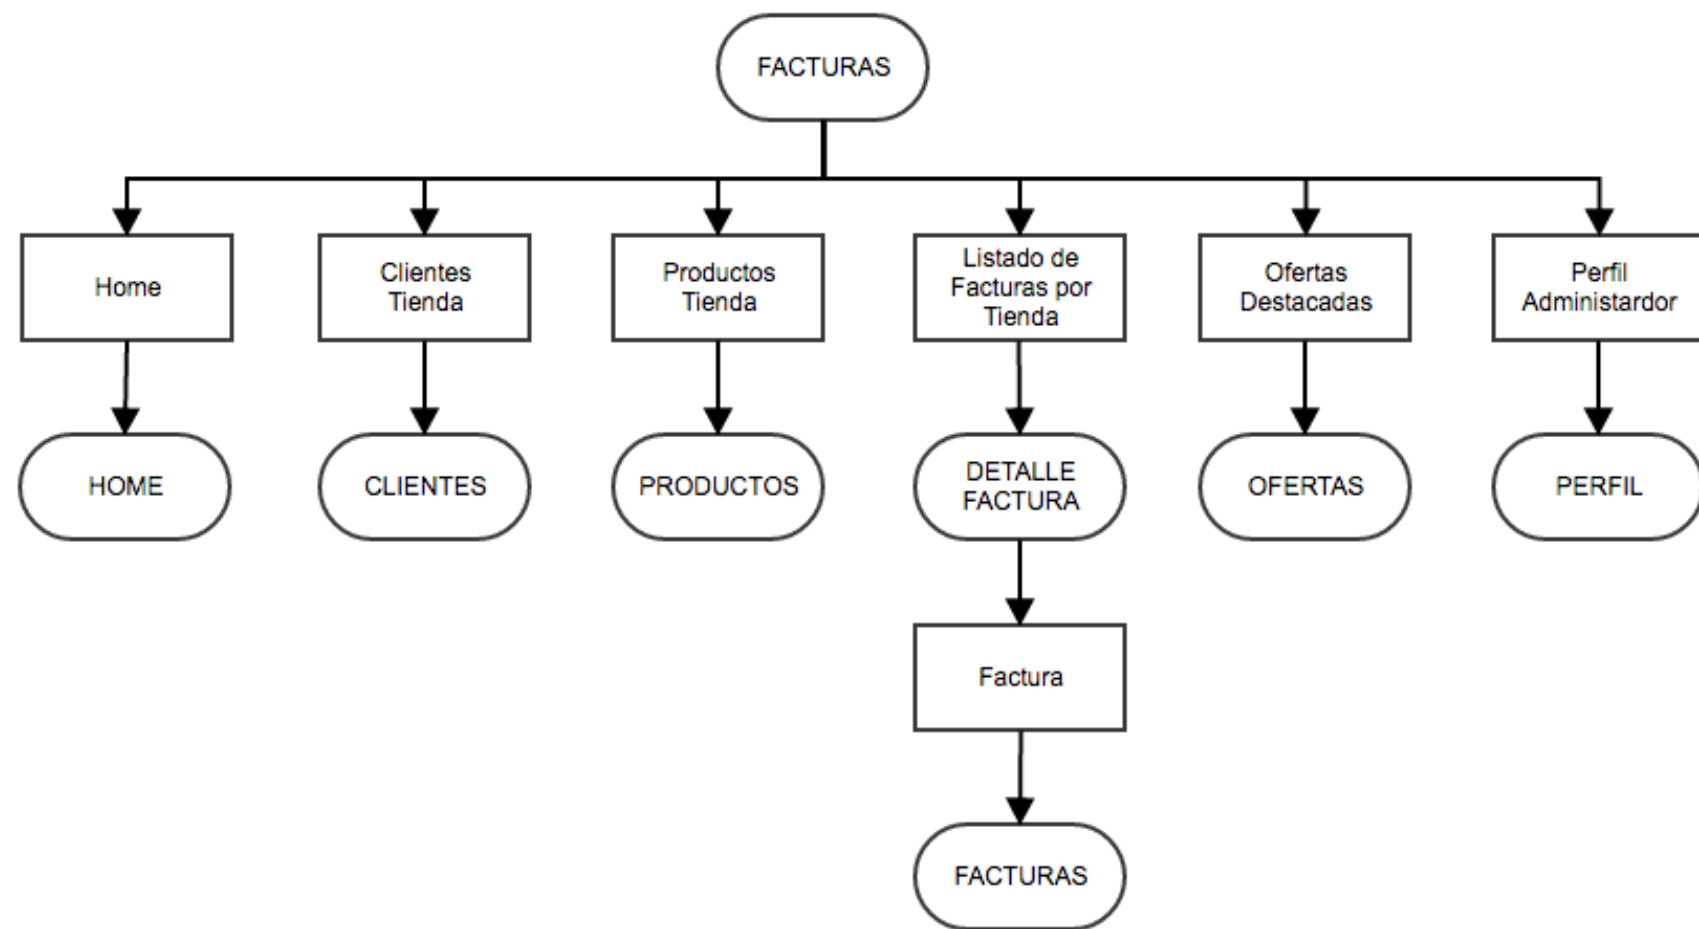 FACTURAS
Home
Clientes
Tienda
Productos
Tienda
Listado de
Facturas por
Tienda
Ofertas
Destacadas
Perfil
Administardor
HOME
CLIENTES
PRODUCTOS
DETALLE
FACTURA
OFERTAS
PERFIL
Factura
FACTURAS